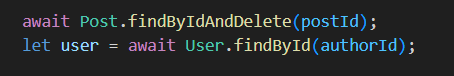 await Post.findByIdAndDelete(postId);
let user = await User.findById(authorId);